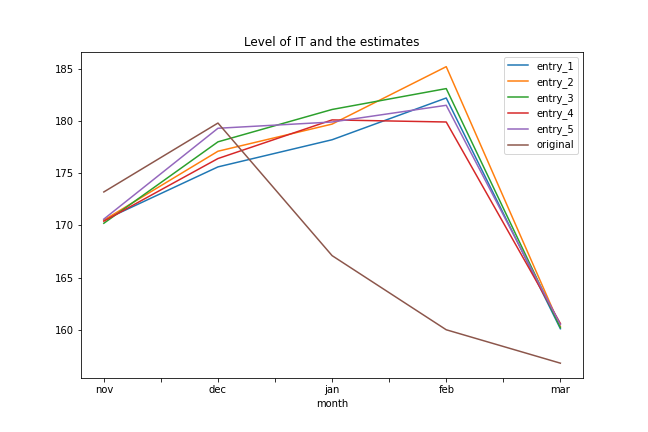 Level of IT and the estimates
185
180
175
170
165
160
entry_1
entry_2
entry_3
entry_4
entry_5
original
nov dec jan feb mar
month